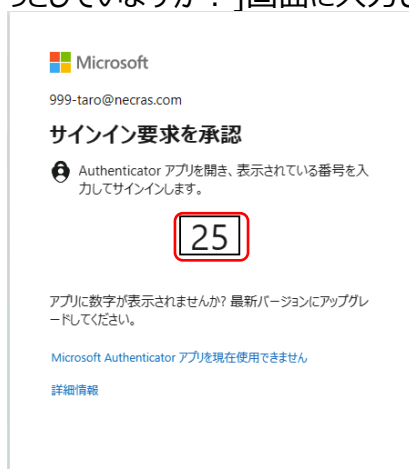 うとしていますか？]画面に入力し
Microsoft
999-taro@necras.com
サインイン要求を承認
Authenticator アプリを開き、表示されている番号を入
力してサインインします。
25
アプリに数字が表示されませんか? 最新バージョンにアップグレ
ードしてください。
Microsoft Authenticator アプリを現在使用できません
詳細情報